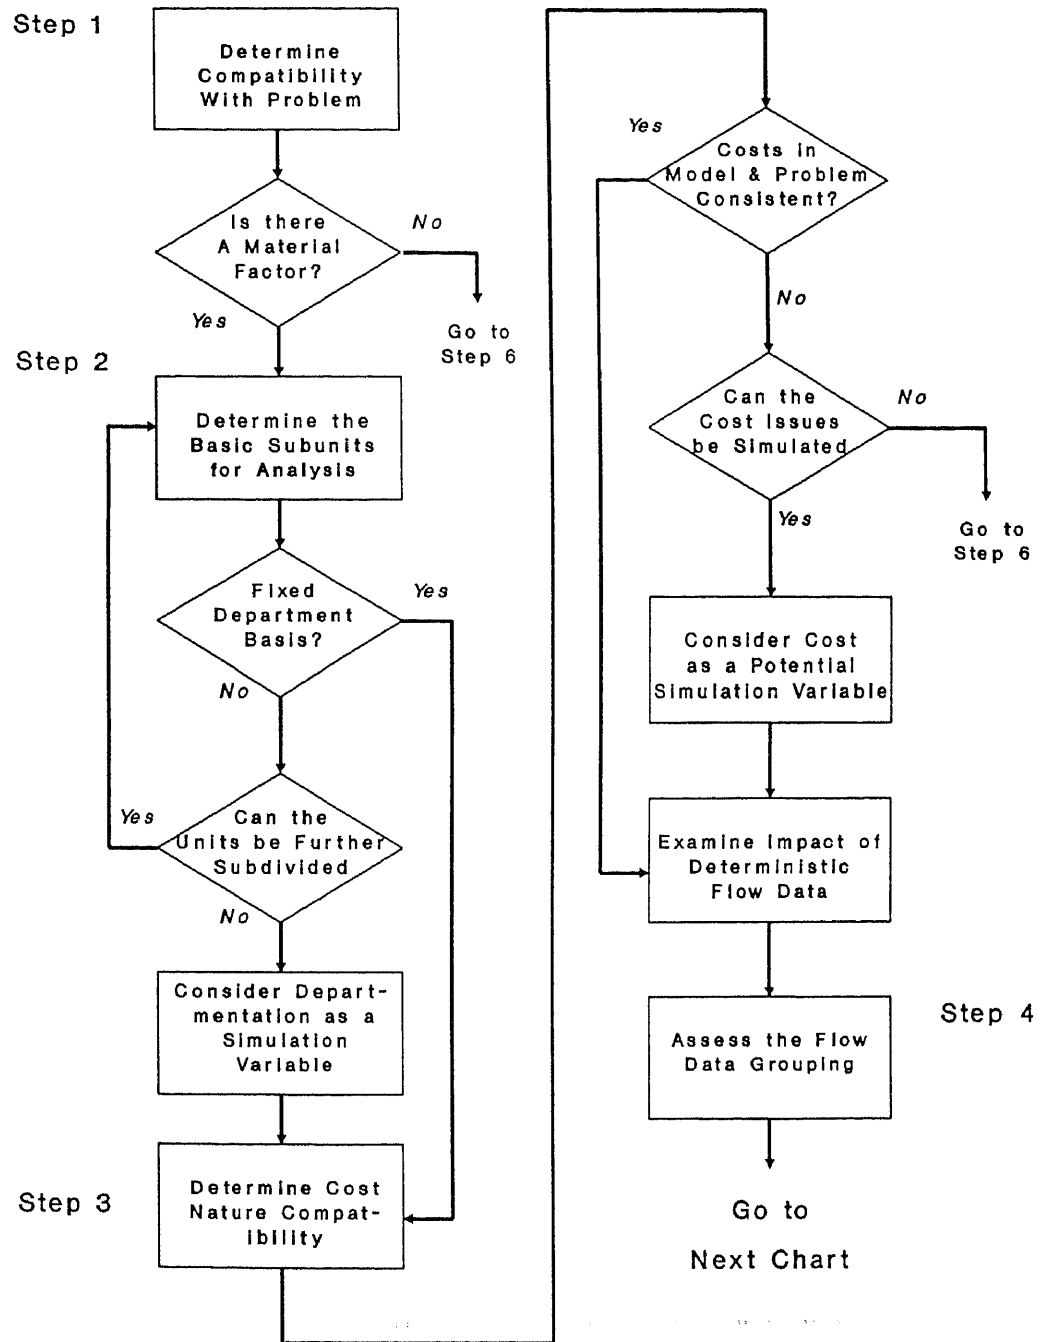 Step 1
Determine
Compatibility
With Problem
Is there
A Material
Factor?
No
Yes
Go to
Step 6
Step 2
Determine the
Basic Subunits
for Analysis
Fixed
Department
Basis?
Yes
No
Can the
Units be Further
Subdivided
Yes
No
Consider Depart-
mentation as a
Simulation
Variable
Step 3
Determine Cost
Nature Compat-
ibility
Yes
Costs in
Model & Problem
Consistent?
No
Can the
Cost Issues
be Simulated
No
Yes
Go to
Step 6
Consider Cost
as a Potential
Simulation Variable
Examine Impact of
Deterministic
Flow Data
Step 4
Assess the Flow
Data Grouping
Go to
Next Chart